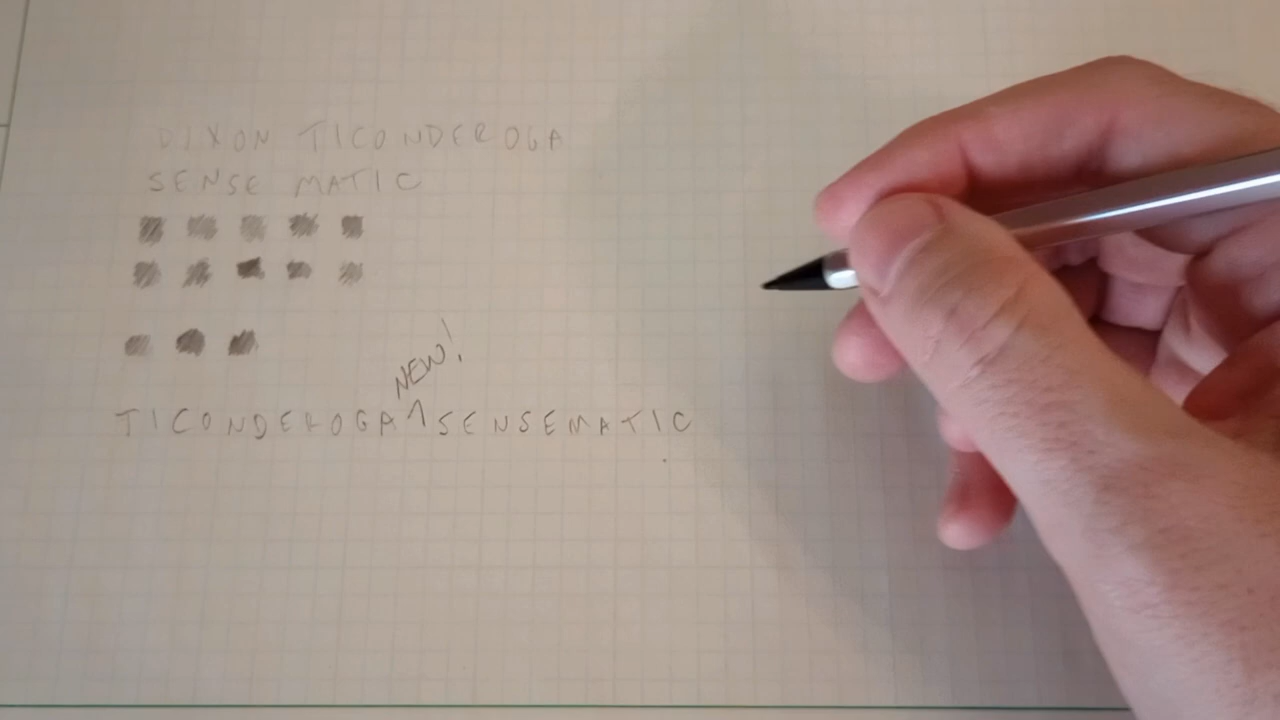 DIXON TICONDEROGA
SENSE MATIC
NEW!
TICONDEROGA ^ SENSEMATIC